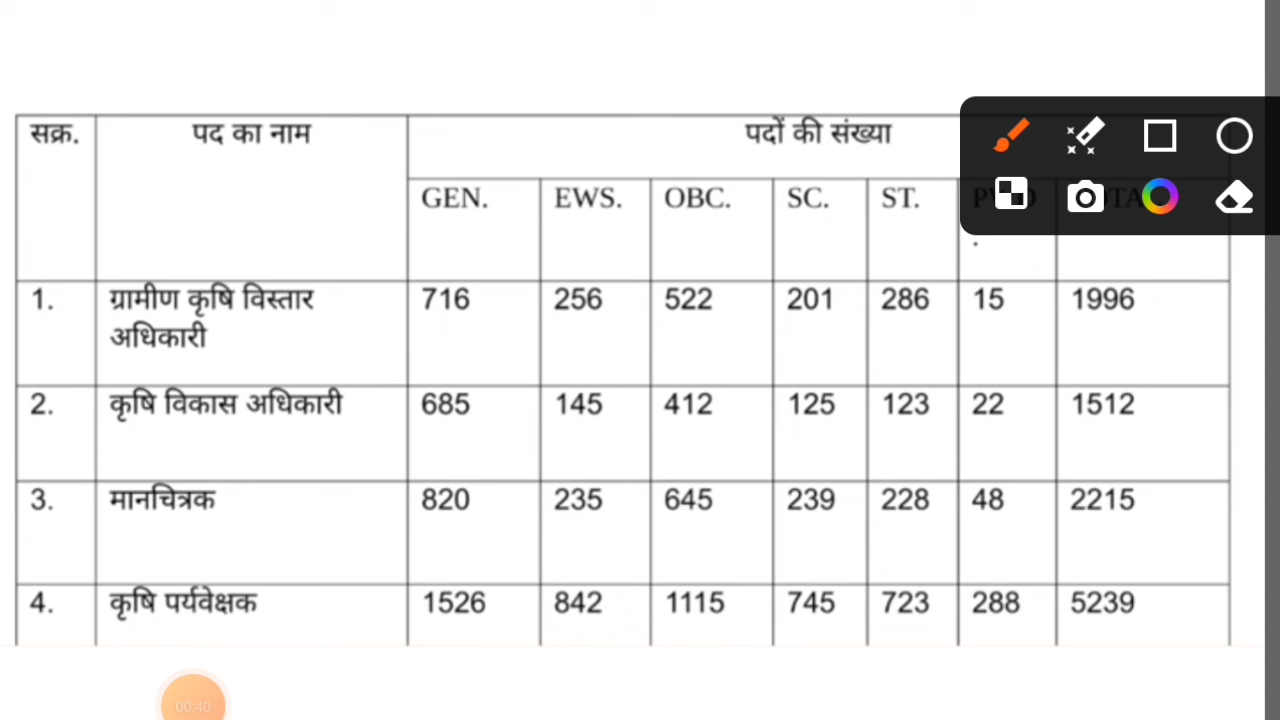 सक्र. पद का नाम पदों की संख्या
GEN. EWS. OBC. SC. ST.
.
1. ग्रामीण कृषि विस्तार 716 256 522 201 286 15 1996
अधिकारी
2. कृषि विकास अधिकारी 685 145 412 125 123 22 1512
3. मानचित्रक 820 235 645 239 228 48 2215
4. कृषि पर्यवेक्षक 1526 842 1115 745 723 288 5239
00:40